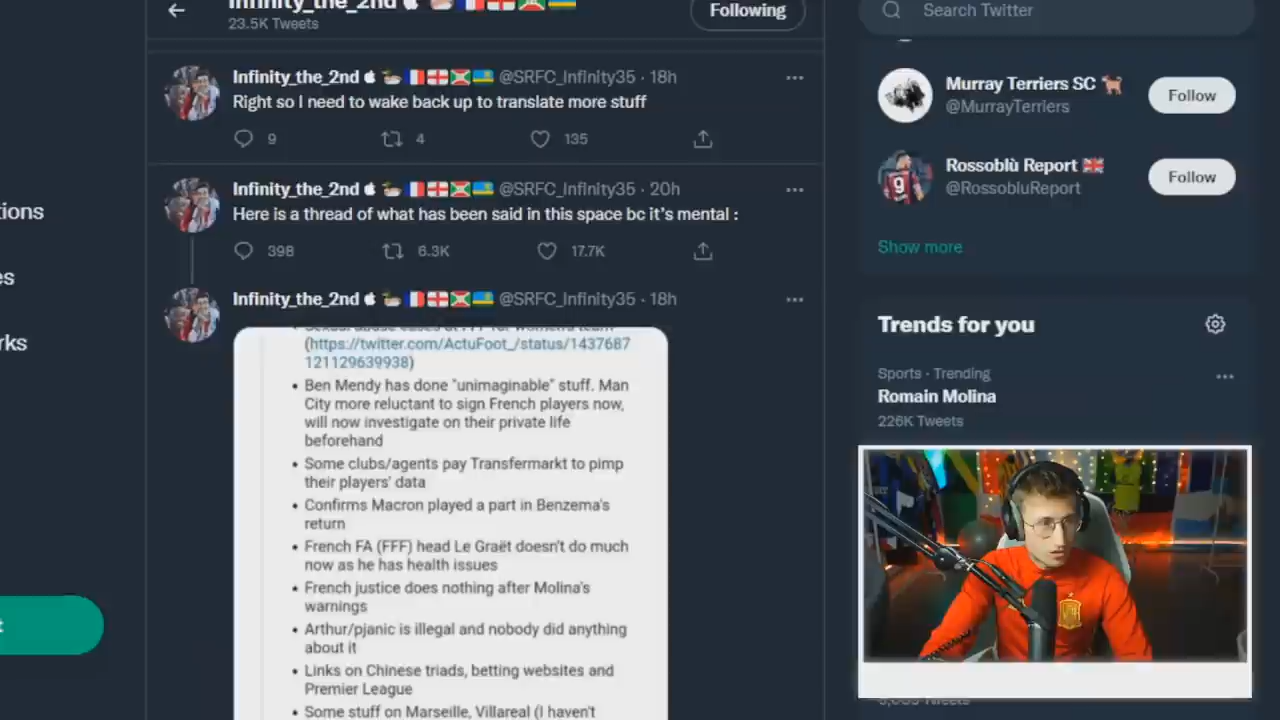 Infinity_the_2nd
23.5K Tweets
Following
Search Twitter
Infinity_the_2nd @SRFC_Infinity35 · 18h
Right so I need to wake back up to translate more stuff
9 4 135
Infinity_the_2nd @SRFC_Infinity35 · 20h
Here is a thread of what has been said in this space bc it's mental :
398 6.3K 17.7K
Infinity_the_2nd @SRFC_Infinity35 · 18h
(https://twitter.com/ActuFoot_/status/1437687
121129639938)
• Ben Mendy has done "unimaginable" stuff. Man
City more reluctant to sign French players now,
will now investigate on their private life
beforehand
• Some clubs/agents pay Transfermarkt to pimp
their players' data
• Confirms Macron played a part in Benzema's
return
• French FA (FFF) head Le Graët doesn't do much
now as he has health issues
• French justice does nothing after Molina's
warnings
• Arthur/pjanic is illegal and nobody did anything
about it
• Links on Chinese triads, betting websites and
Premier League
• Some stuff on Marseille, Villareal (I haven't
Murray Terriers SC
@MurrayTerriers
Follow
Rossoblù Report
@RossobluReport
Follow
Show more
Trends for you
Sports · Trending
Romain Molina
226K Tweets
tions
es
rks
t
9